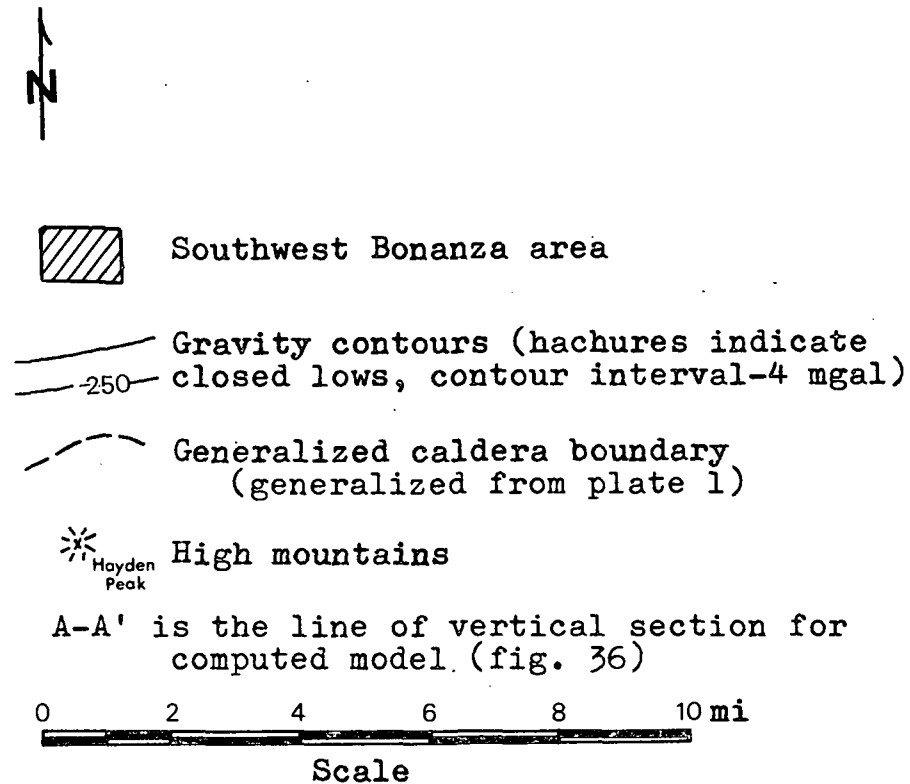 N
Southwest Bonanza area
Gravity contours (hachures indicate
-250- closed lows, contour interval-4 mgal)
Generalized caldera boundary
(generalized from plate 1)
Hayden Peak High mountains
A-A' is the line of vertical section for
computed model (fig. 36)
0 2 4 6 8 10 mi
Scale